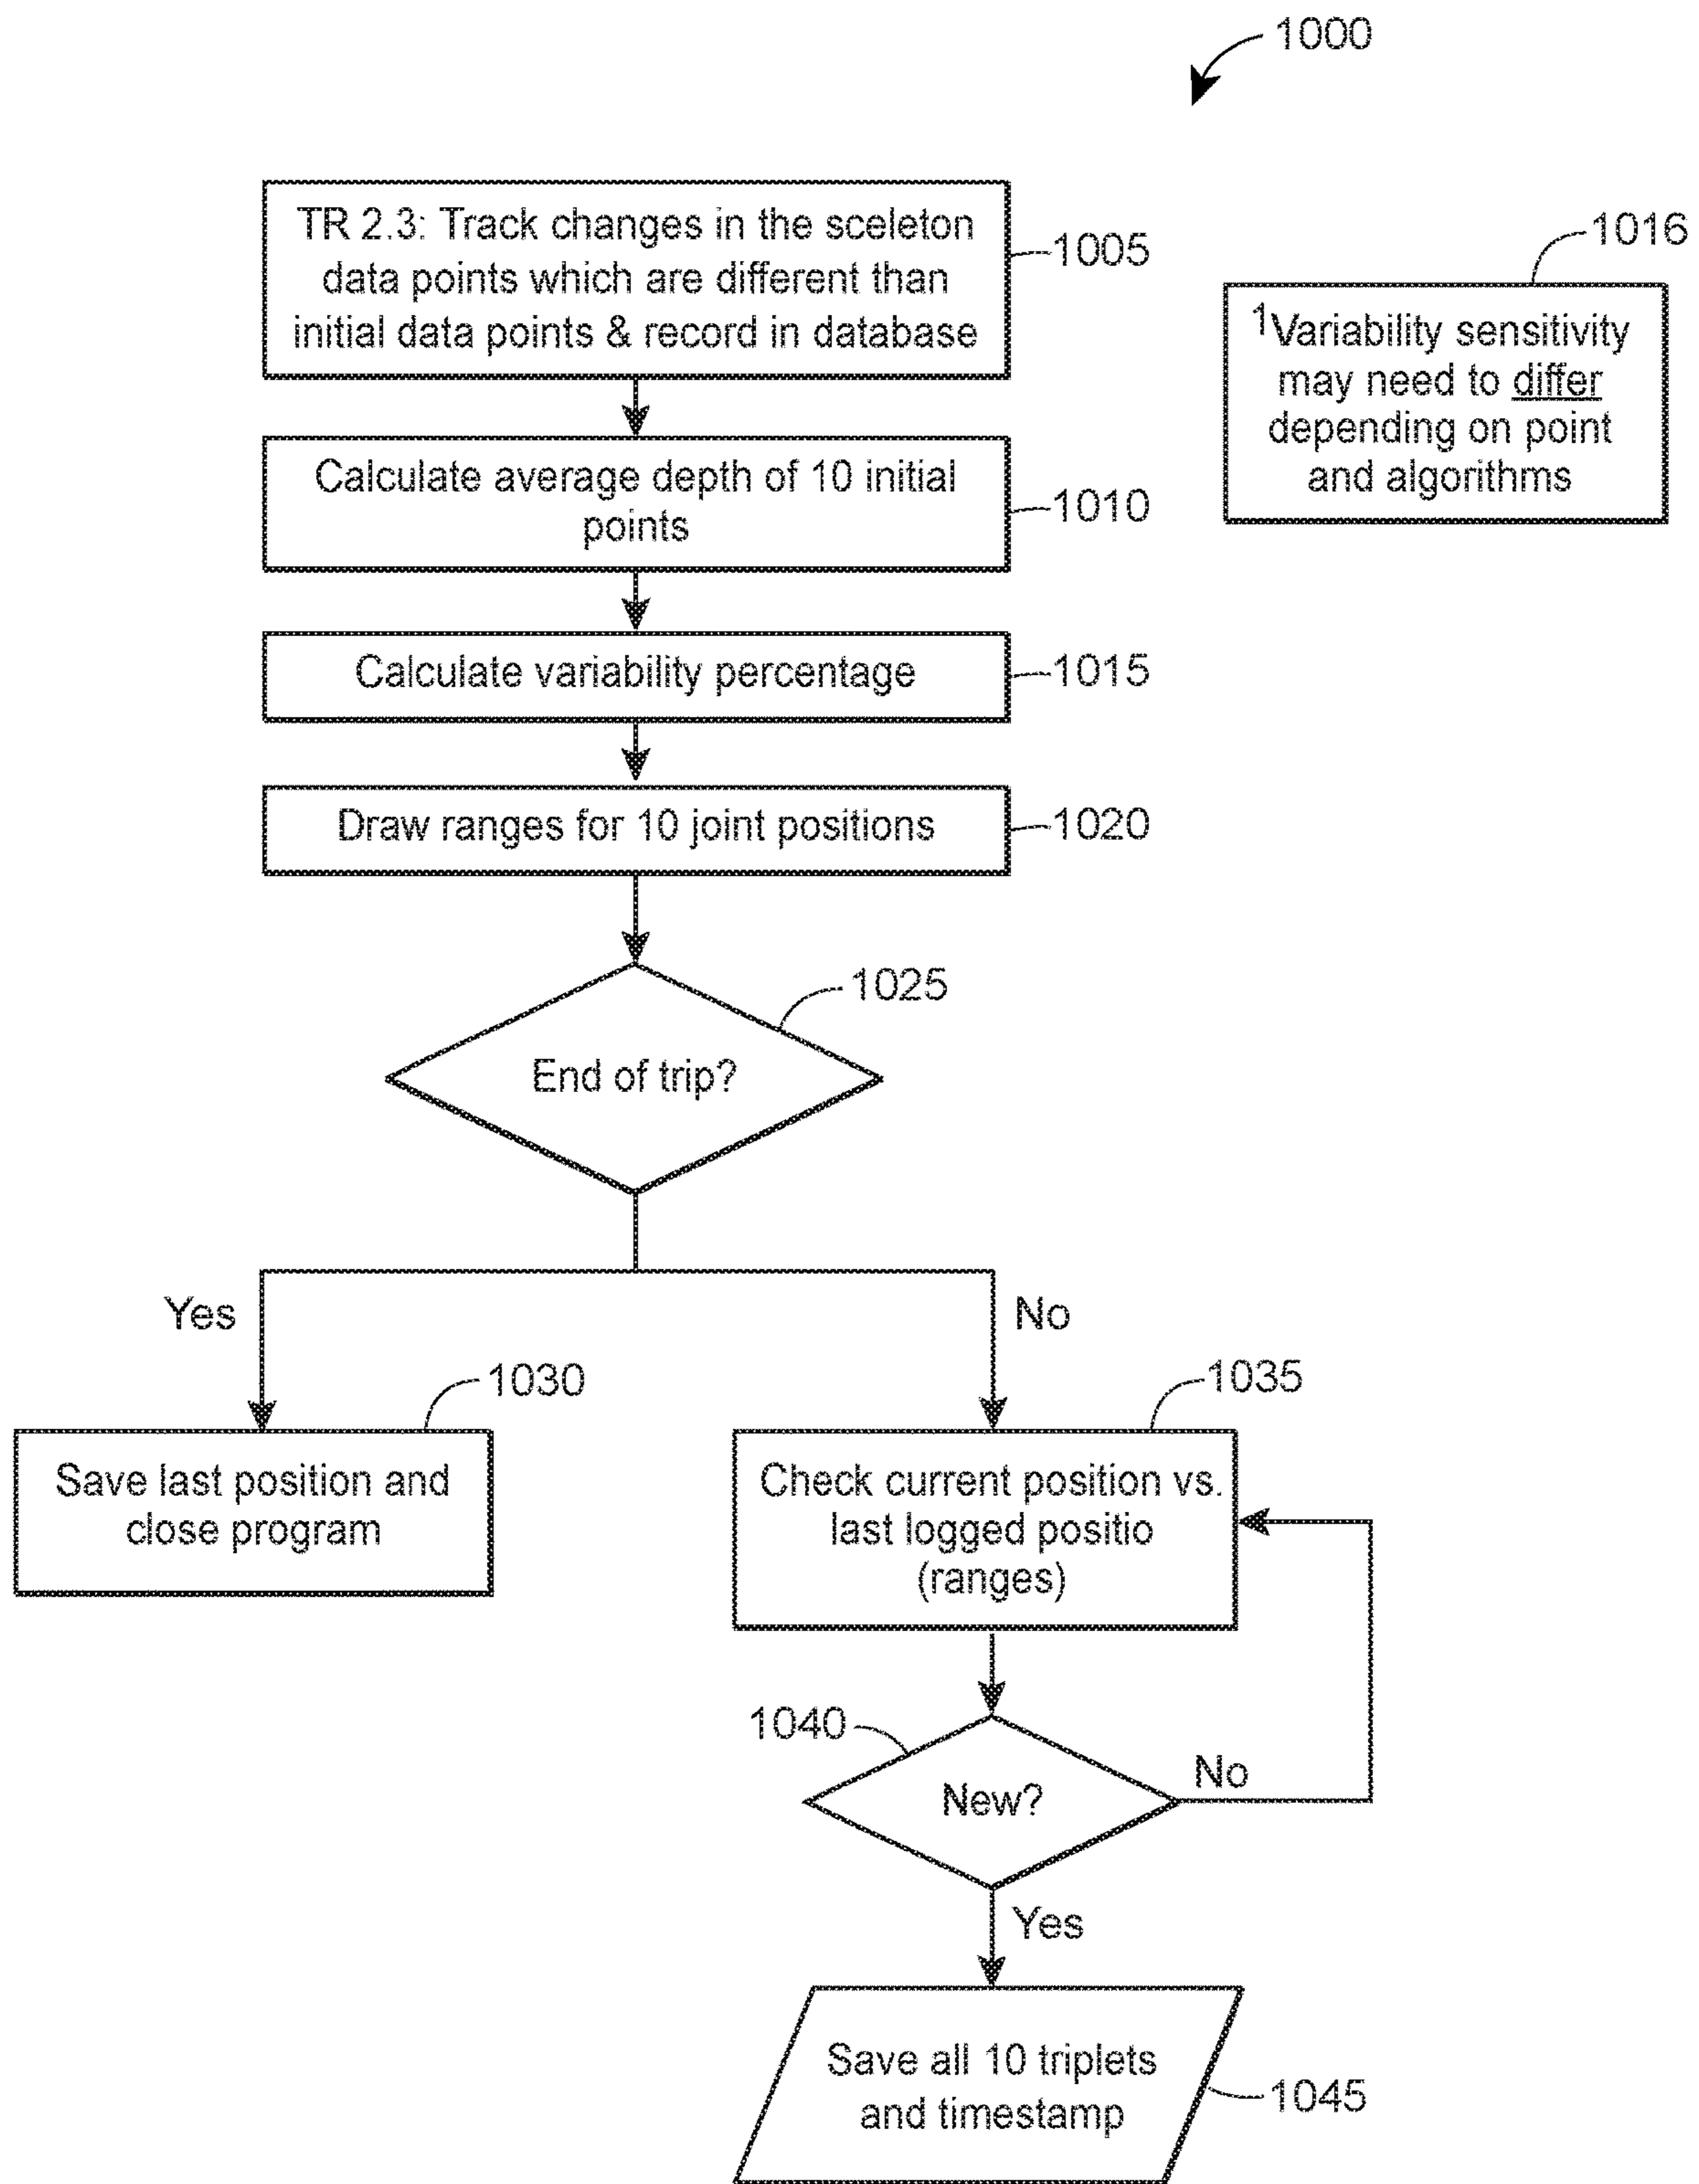 1000
TR 2.3: Track changes in the sceleton
data points which are different than
initial data points & record in database
1005
1016
1Variability sensitivity
may need to differ
depending on point
and algorithms
Calculate average depth of 10 initial
points
1010
Calculate variability percentage
1015
Draw ranges for 10 joint positions
1020
1025
End of trip?
Yes
No
1030
Save last position and
close program
1035
Check current position vs.
last logged positio
(ranges)
1040
New?
No
Yes
Save all 10 triplets
and timestamp
1045